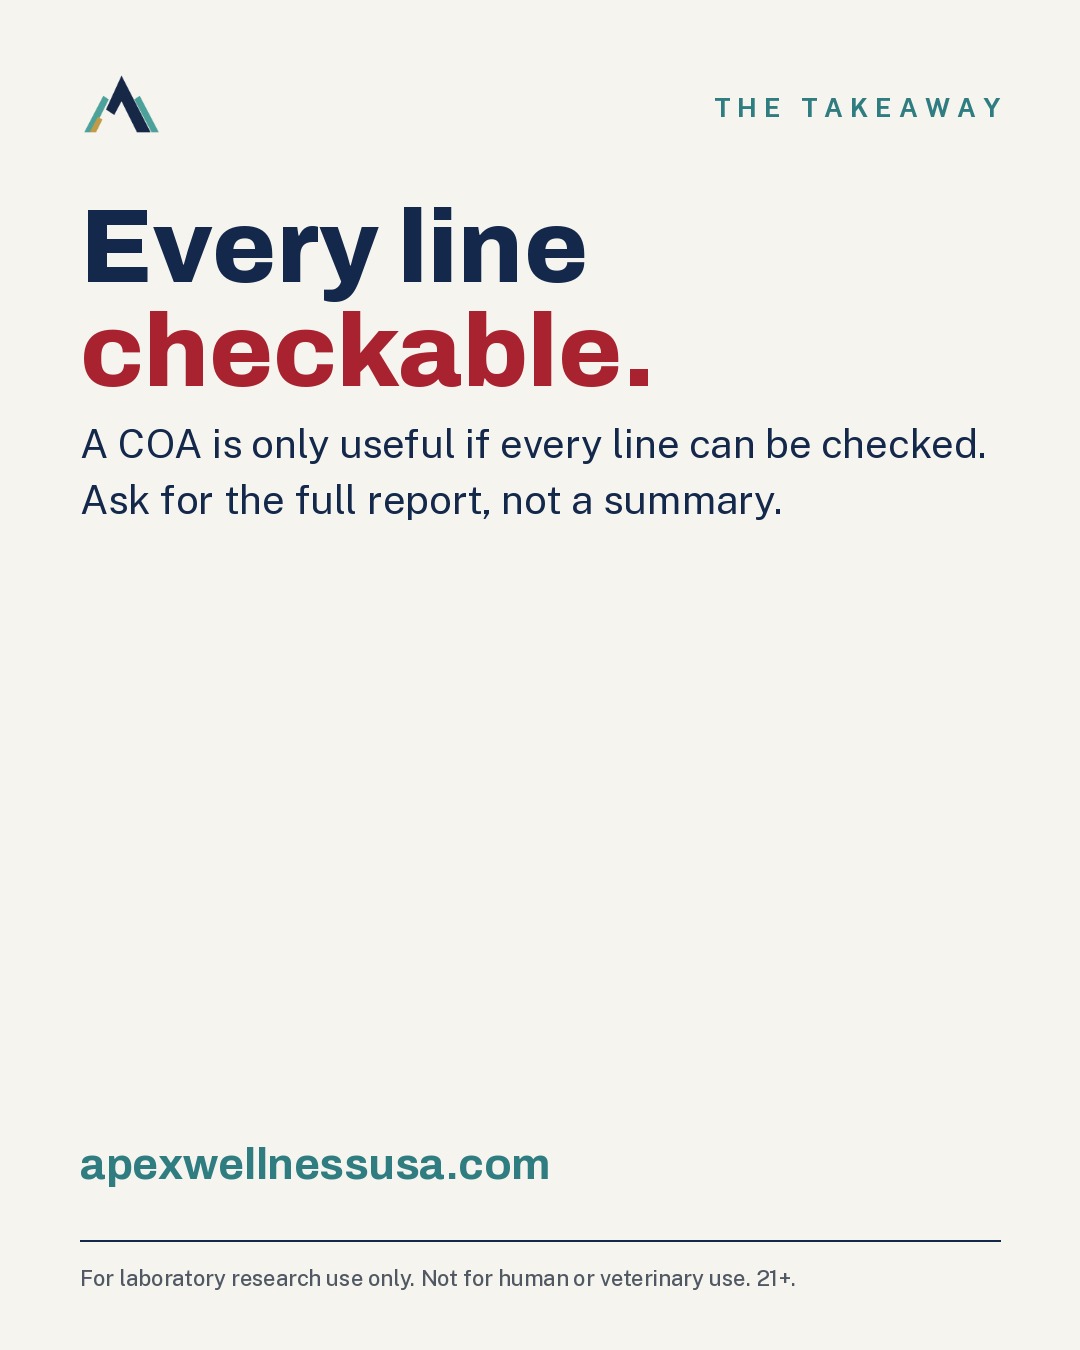 THE TAKEAWAY
Every line
checkable.
A COA is only useful if every line can be checked.
Ask for the full report, not a summary.
apexwellnessusa.com
For laboratory research use only. Not for human or veterinary use. 21+.